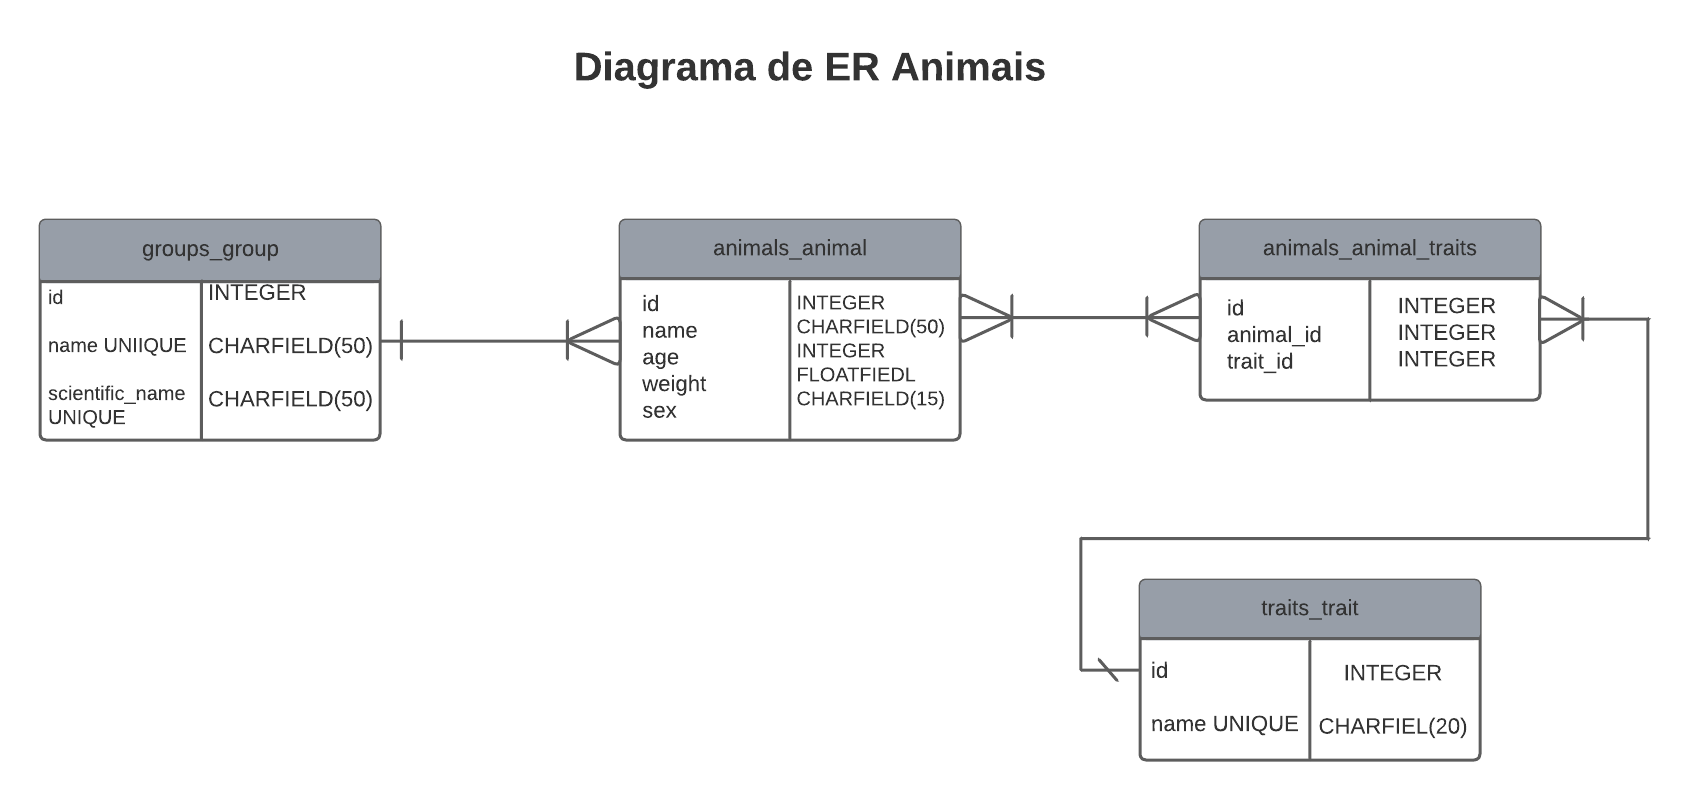 Diagrama de ER Animais
groups_group
id INTEGER
name UNIIQUE CHARFIELD(50)
scientific_name CHARFIELD(50)
UNIQUE
animals_animal
id INTEGER
name CHARFIELD(50)
age INTEGER
weight FLOATFIEDL
sex CHARFIELD(15)
animals_animal_traits
id INTEGER
animal_id INTEGER
trait_id INTEGER
traits_trait
id INTEGER
name UNIQUE CHARFIEL(20)